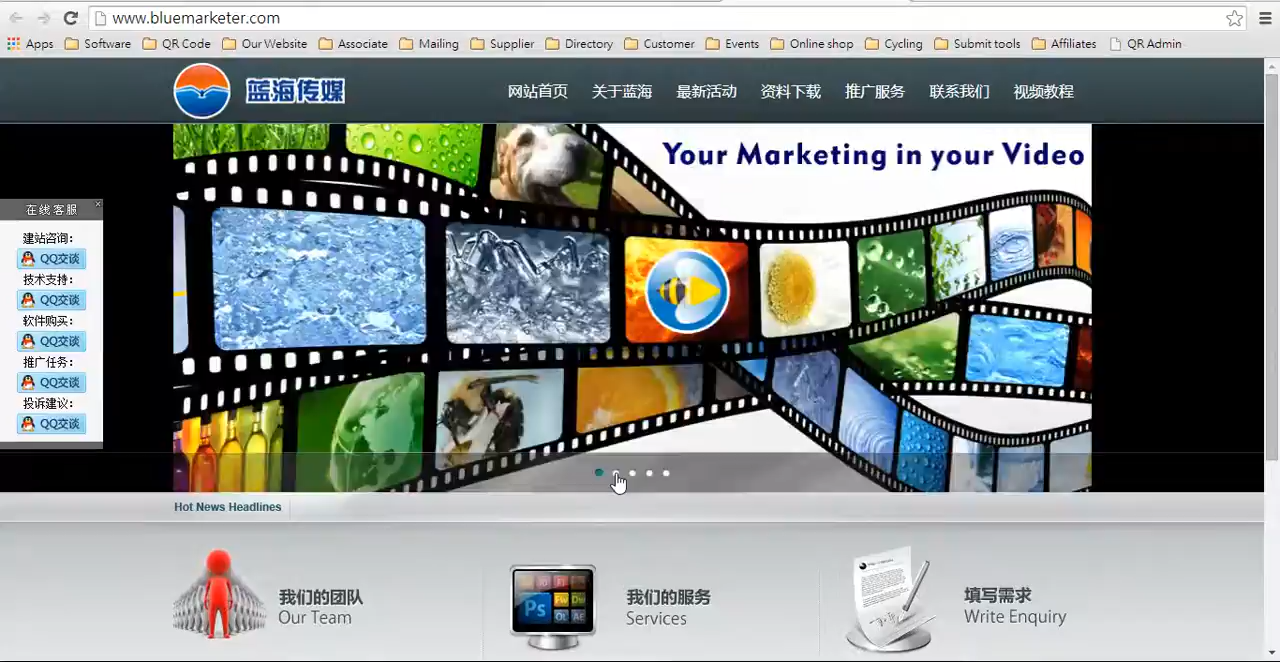 www.bluemarketer.com
Apps Software QR Code Our Website Associate Mailing Supplier Directory Customer Events Online shop Cycling Submit tools Affiliates QR Admin
蓝海传媒
网站首页 关于蓝海 最新活动 资料下载 推广服务 联系我们 视频教程
Your Marketing in your Video
在线客服
建站咨询:
QQ交谈
技术支持:
QQ交谈
软件购买:
QQ交谈
推广任务:
QQ交谈
投诉建议:
QQ交谈
Hot News Headlines
我们的团队
Our Team
Ps
Fw
Dw
我们的服务
Services
填写需求
Write Enquiry